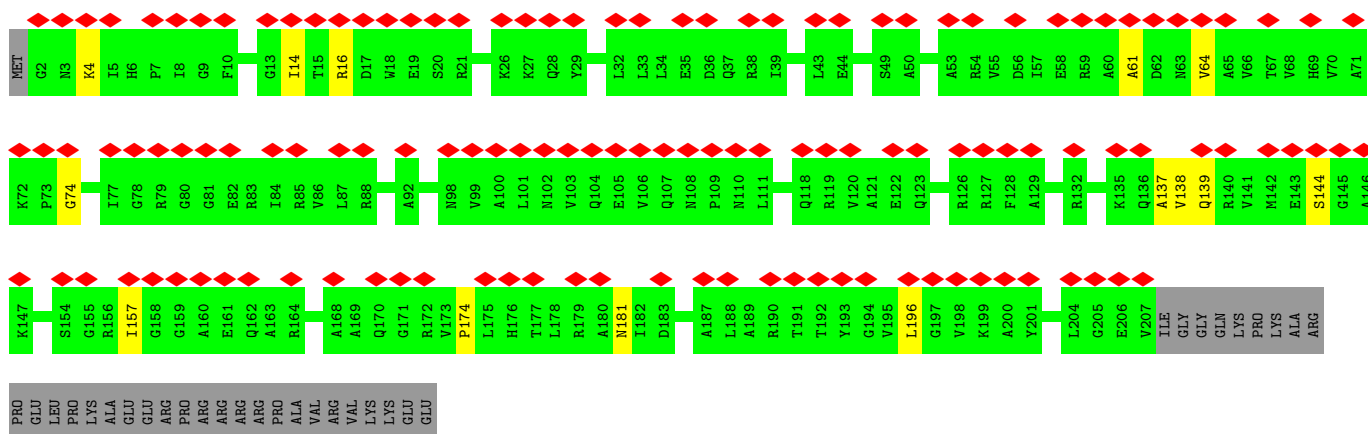 MET G2 N3 K4 I5 H6 P7 I8 G9 F10 G13 I14 T15 R16 D17 W18 E19 S20 R21 K26 K27 Q28 Y29 L32 L33 L34 E35 D36 Q37 R38 I39 L43 E44 S49 A50 A53 R54 V55 D56 I57 E58 R59 A60 A61 D62 N63 V64 A65 V66 T67 V68 H69 V70 A71
K72 P73 G74 I77 G78 R79 G80 G81 E82 R83 I84 R85 V86 L87 R88 A92 N98 V99 A100 L101 N102 V103 Q104 E105 V106 Q107 N108 P109 N110 L111 Q118 R119 V120 A121 E122 Q123 R126 R127 F128 A129 R132 K135 Q136 A137 V138 Q139 R140 V141 M142 E143 S144 G145 A146
K147 S154 G155 R156 I157 G158 G159 A160 E161 Q162 A163 R164 A168 A169 Q170 G171 R172 V173 P174 L175 H176 T177 L178 R179 A180 N181 I182 D183 A187 L188 A189 R190 T191 T192 Y193 G194 V195 L196 G197 V198 K199 A200 Y201 L204 G205 E206 V207 ILE GLY GLY GLN LYS PRO LYS ALA ARG
PRO GLU LEU PRO LYS ALA GLU GLU ARG PRO ARG ARG ARG ARG PRO ALA VAL ARG VAL LYS LYS GLU GLU